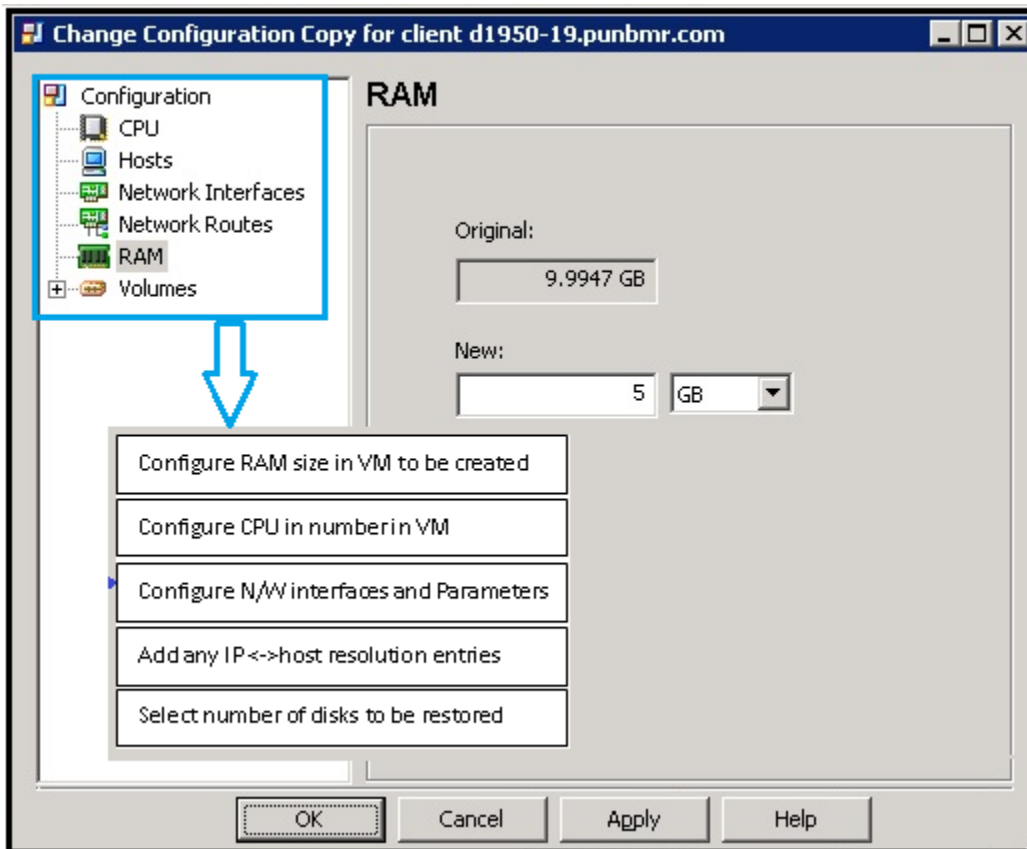 Change Configuration Copy for client d1950-19.punbmr.com
Configuration
CPU
Hosts
Network Interfaces
Network Routes
RAM
Volumes
RAM
Original:
9.9947 GB
New:
5 GB
Configure RAM size in VM to be created
Configure CPU in number in VM
Configure N/W interfaces and Parameters
Add any IP<->host resolution entries
Select number of disks to be restored
OK Cancel Apply Help